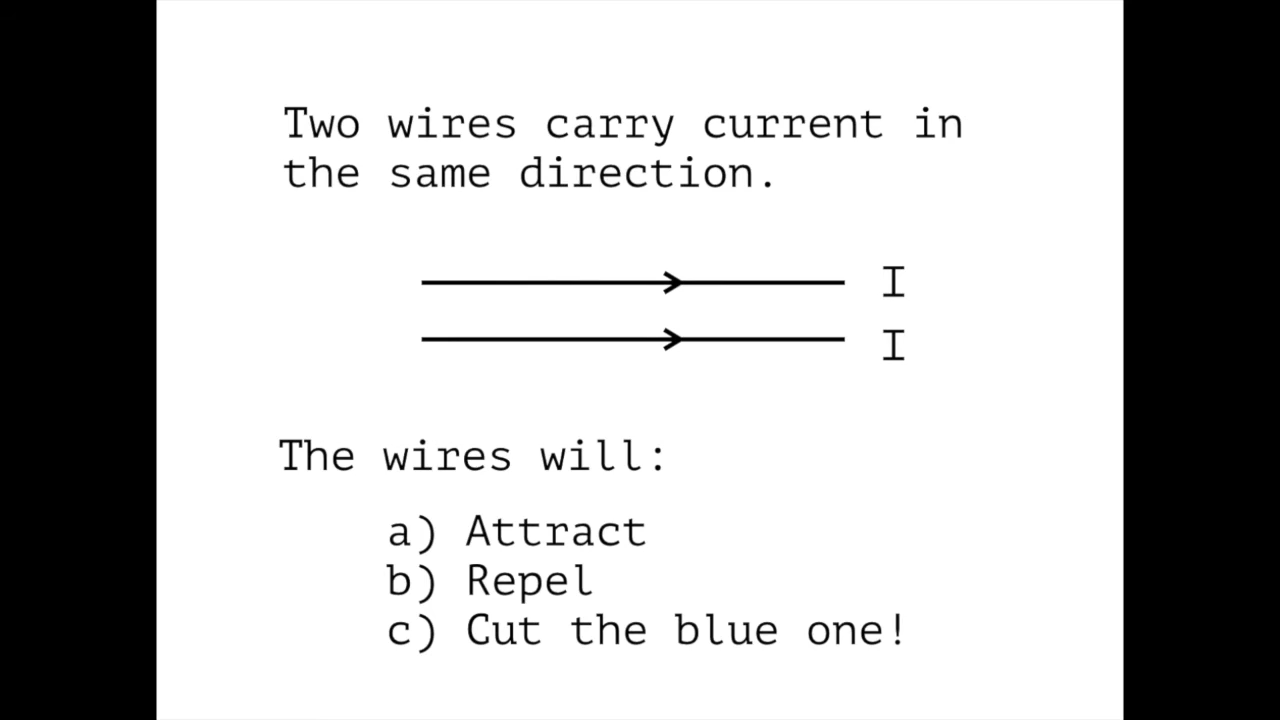 Two wires carry current in
the same direction.
I
I
The wires will:
a) Attract
b) Repel
c) Cut the blue one!